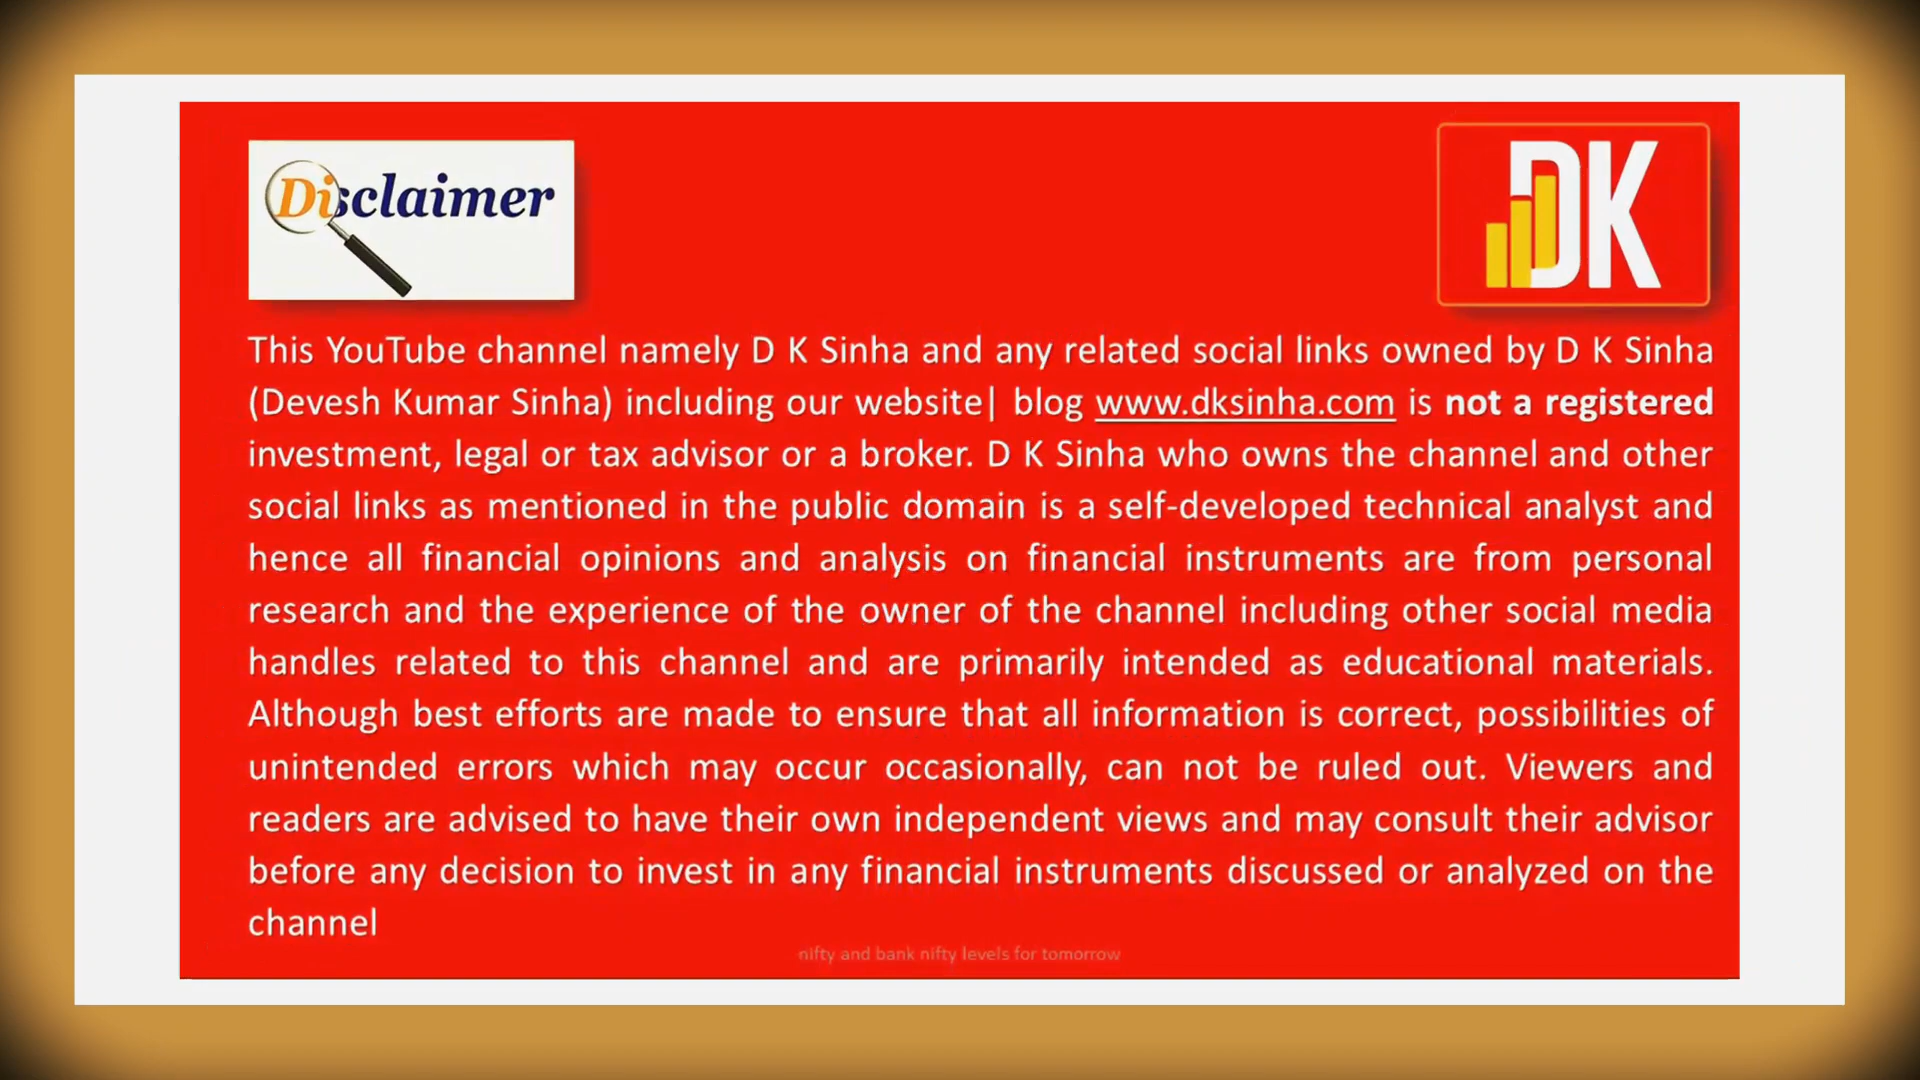 Disclaimer
DK
This YouTube channel namely D K Sinha and any related social links owned by D K Sinha
(Devesh Kumar Sinha) including our website| blog www.dksinha.com is not a registered
investment, legal or tax advisor or a broker. D K Sinha who owns the channel and other
social links as mentioned in the public domain is a self-developed technical analyst and
hence all financial opinions and analysis on financial instruments are from personal
research and the experience of the owner of the channel including other social media
handles related to this channel and are primarily intended as educational materials.
Although best efforts are made to ensure that all information is correct, possibilities of
unintended errors which may occur occasionally, can not be ruled out. Viewers and
readers are advised to have their own independent views and may consult their advisor
before any decision to invest in any financial instruments discussed or analyzed on the
channel
nifty and bank nifty levels for tomorrow